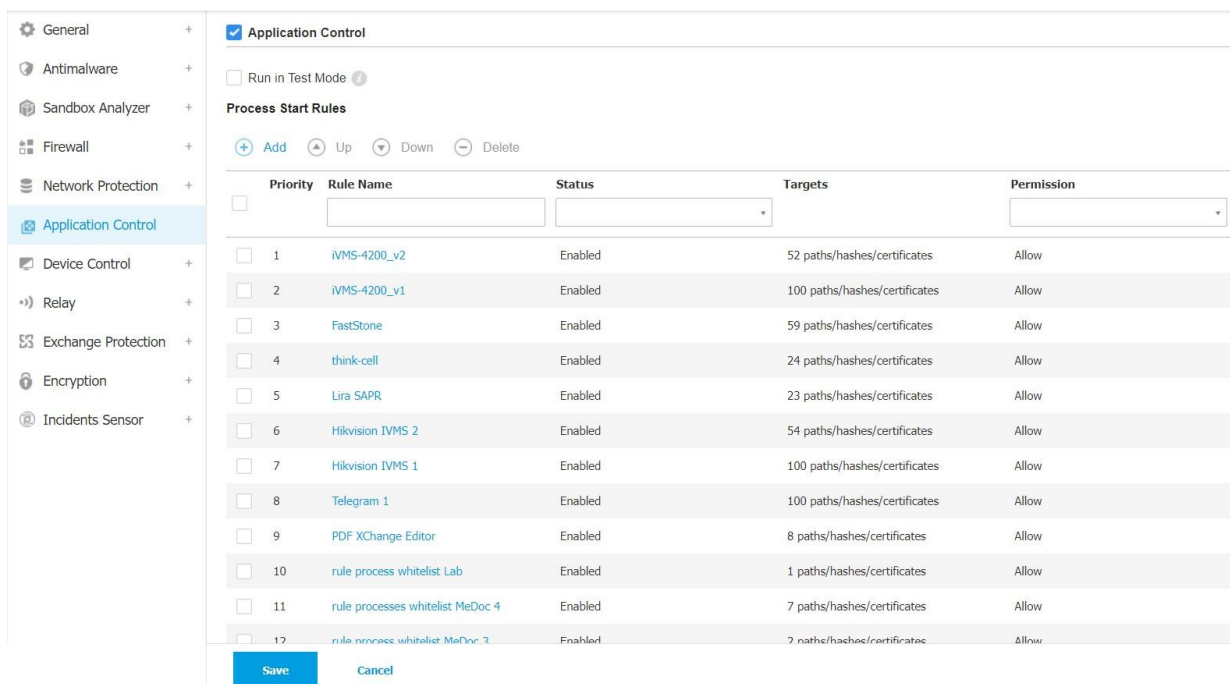 General +
Antimalware +
Sandbox Analyzer +
Firewall +
Network Protection +
Application Control
Device Control +
Relay +
Exchange Protection +
Encryption +
Incidents Sensor +
Application Control
Run in Test Mode
Process Start Rules
Add Up Down Delete
Priority Rule Name Status Targets Permission
1 iVMS-4200_v2 Enabled 52 paths/hashes/certificates Allow
2 iVMS-4200_v1 Enabled 100 paths/hashes/certificates Allow
3 FastStone Enabled 59 paths/hashes/certificates Allow
4 think-cell Enabled 24 paths/hashes/certificates Allow
5 Lira SAPR Enabled 23 paths/hashes/certificates Allow
6 Hikvision IVMS 2 Enabled 54 paths/hashes/certificates Allow
7 Hikvision IVMS 1 Enabled 100 paths/hashes/certificates Allow
8 Telegram 1 Enabled 100 paths/hashes/certificates Allow
9 PDF XChange Editor Enabled 8 paths/hashes/certificates Allow
10 rule process whitelist Lab Enabled 1 paths/hashes/certificates Allow
11 rule processes whitelist MeDoc 4 Enabled 7 paths/hashes/certificates Allow
12 rule process whitelist MeDoc 3 Enabled 2 paths/hashes/certificates Allow
Save Cancel